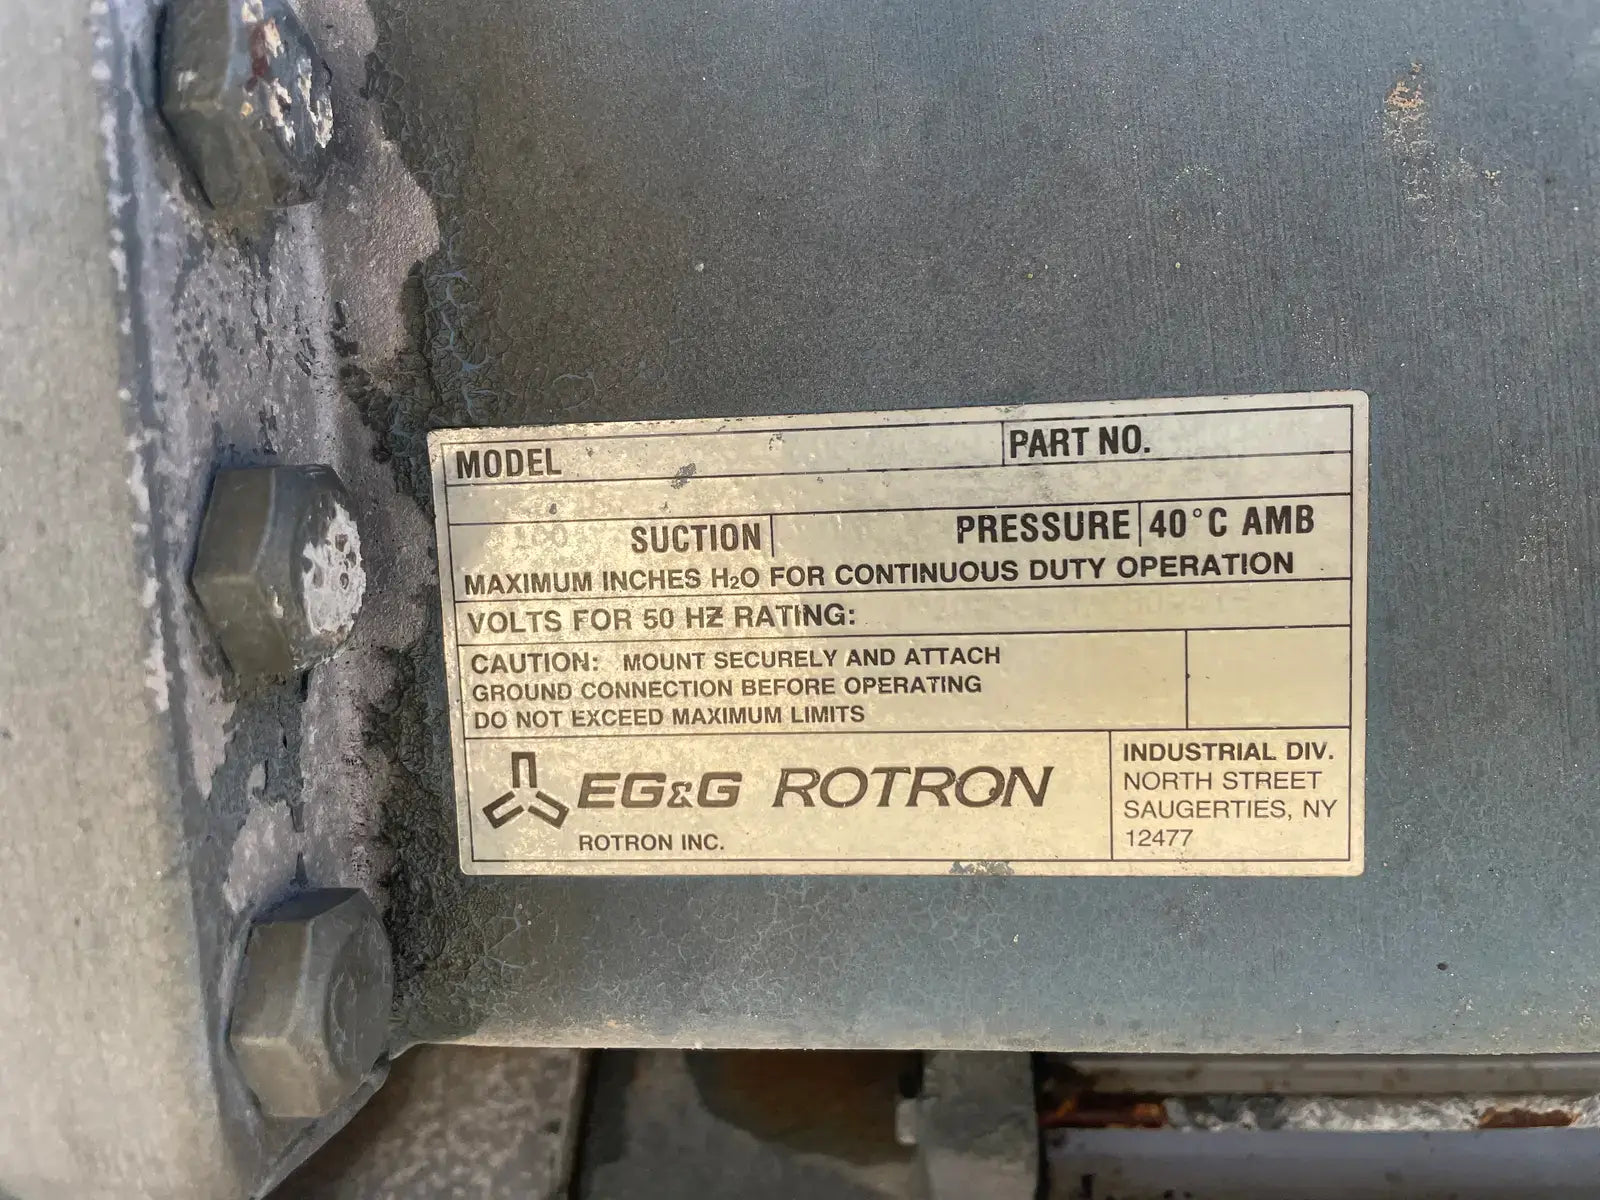 MODEL
PART NO.
SUCTION
PRESSURE
40°C AMB
MAXIMUM INCHES H₂O FOR CONTINUOUS DUTY OPERATION
VOLTS FOR 50 HZ RATING:
CAUTION: MOUNT SECURELY AND ATTACH
GROUND CONNECTION BEFORE OPERATING
DO NOT EXCEED MAXIMUM LIMITS
EG&G ROTRON
ROTRON INC.
INDUSTRIAL DIV.
NORTH STREET
SAUGERTIES, NY
12477